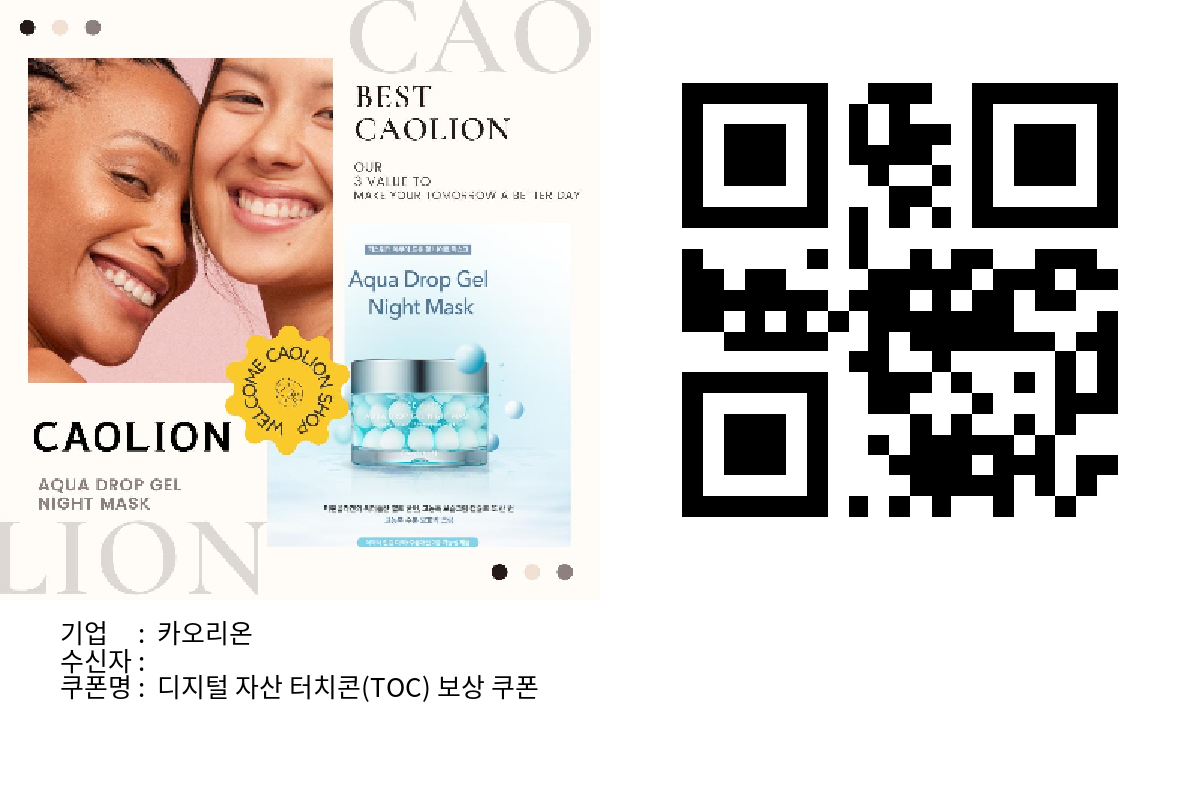 CAO
BEST
CAOLION
OUR
3 VALUE TO
MAKE YOUR TOMORROW A BETTER DAY
Aqua Drop Gel
Night Mask
WELCOME CAOLION SHOP
CAOLION
AQUA DROP GEL
NIGHT MASK
LION
기업 : 카오리온
수신자 :
쿠폰명 : 디지털 자산 터치콘(TOC) 보상 쿠폰